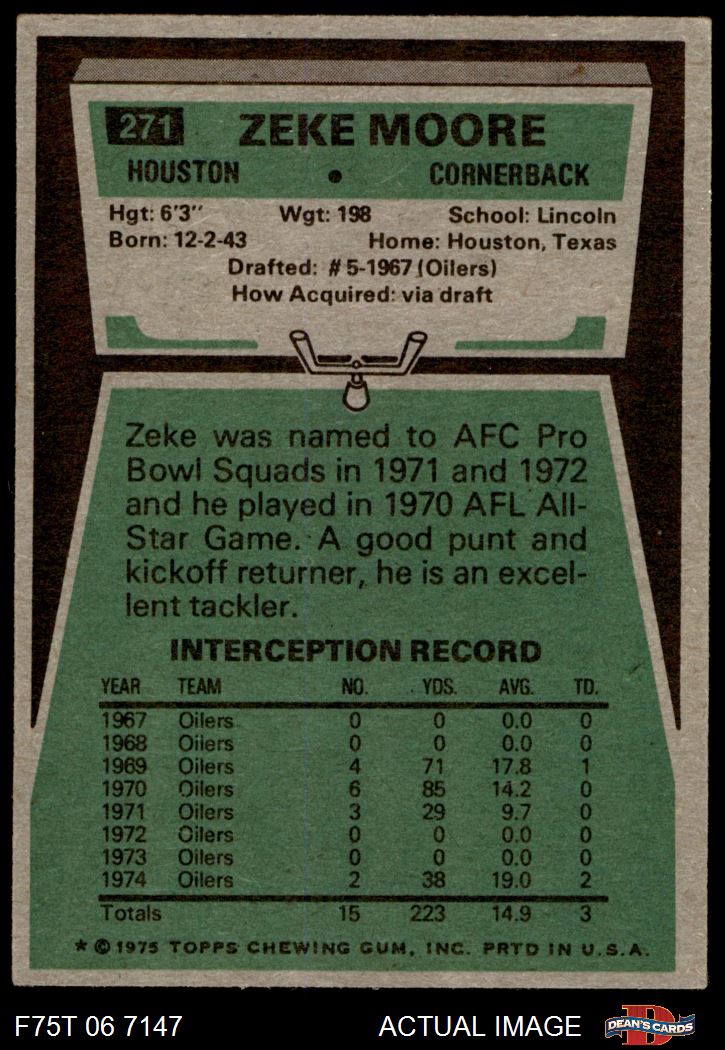 271 ZEKE MOORE
HOUSTON • CORNERBACK
Hgt: 6'3" Wgt: 198 School: Lincoln
Born: 12-2-43 Home: Houston, Texas
Drafted: #5-1967 (Oilers)
How Acquired: via draft
Zeke was named to AFC Pro
Bowl Squads in 1971 and 1972
and he played in 1970 AFL All-
Star Game. A good punt and
kickoff returner, he is an excel-
lent tackler.
INTERCEPTION RECORD
YEAR TEAM NO. YDS. AVG. TD.
1967 Oilers 0 0 0.0 0
1968 Oilers 0 0 0.0 0
1969 Oilers 4 71 17.8 1
1970 Oilers 6 85 14.2 0
1971 Oilers 3 29 9.7 0
1972 Oilers 0 0 0.0 0
1973 Oilers 0 0 0.0 0
1974 Oilers 2 38 19.0 2
Totals 15 223 14.9 3
* © 1975 TOPPS CHEWING GUM, INC. PRTD IN U.S.A.
F75T 06 7147 ACTUAL IMAGE D DEAN'S CARDS